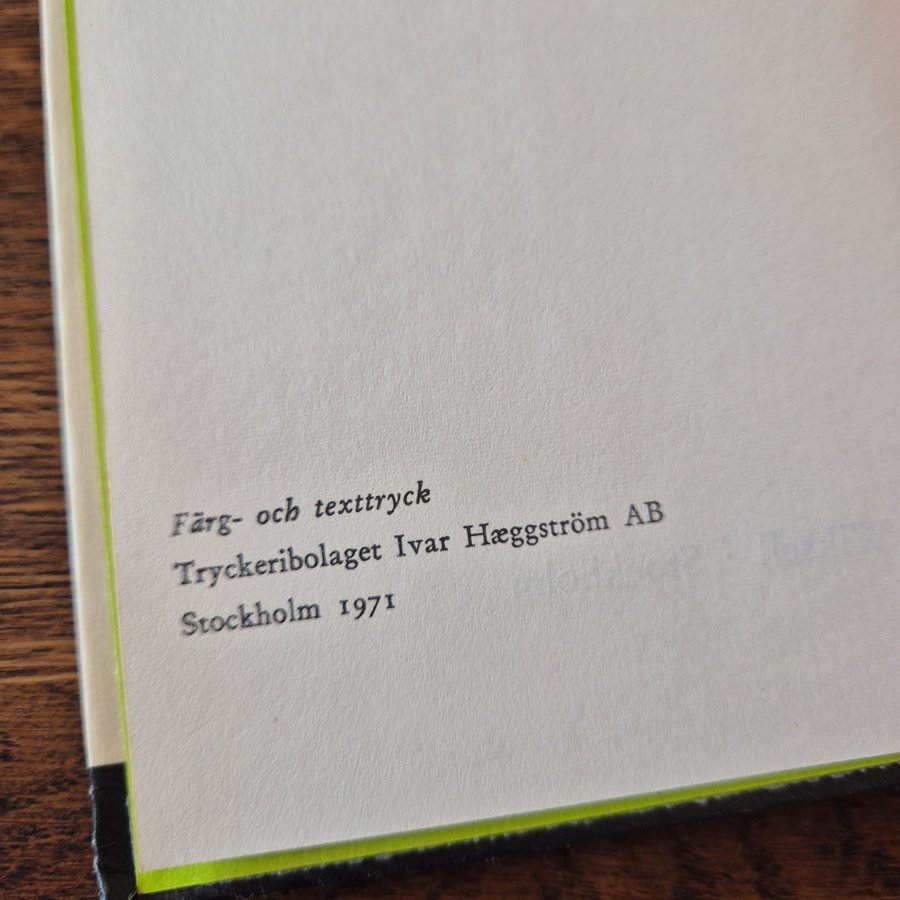 Färg- och texttryck
Tryckeribolaget Ivar Hæggström AB
Stockholm 1971